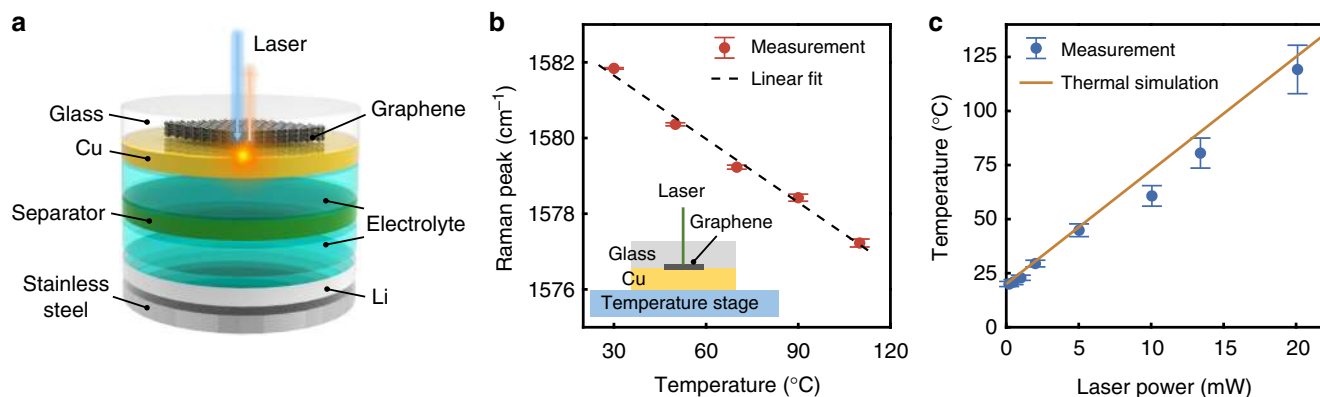 a
Laser
Glass
Graphene
Cu
Separator
Electrolyte
Stainless
steel
Li
b
Raman peak (cm⁻¹)
1582
1580
1578
1576
Measurement
Linear fit
Laser
Graphene
Glass
Cu
Temperature stage
30
60
90
120
Temperature (°C)
c
Temperature (°C)
125
100
75
50
25
0
Measurement
Thermal simulation
0
5
10
15
20
Laser power (mW)